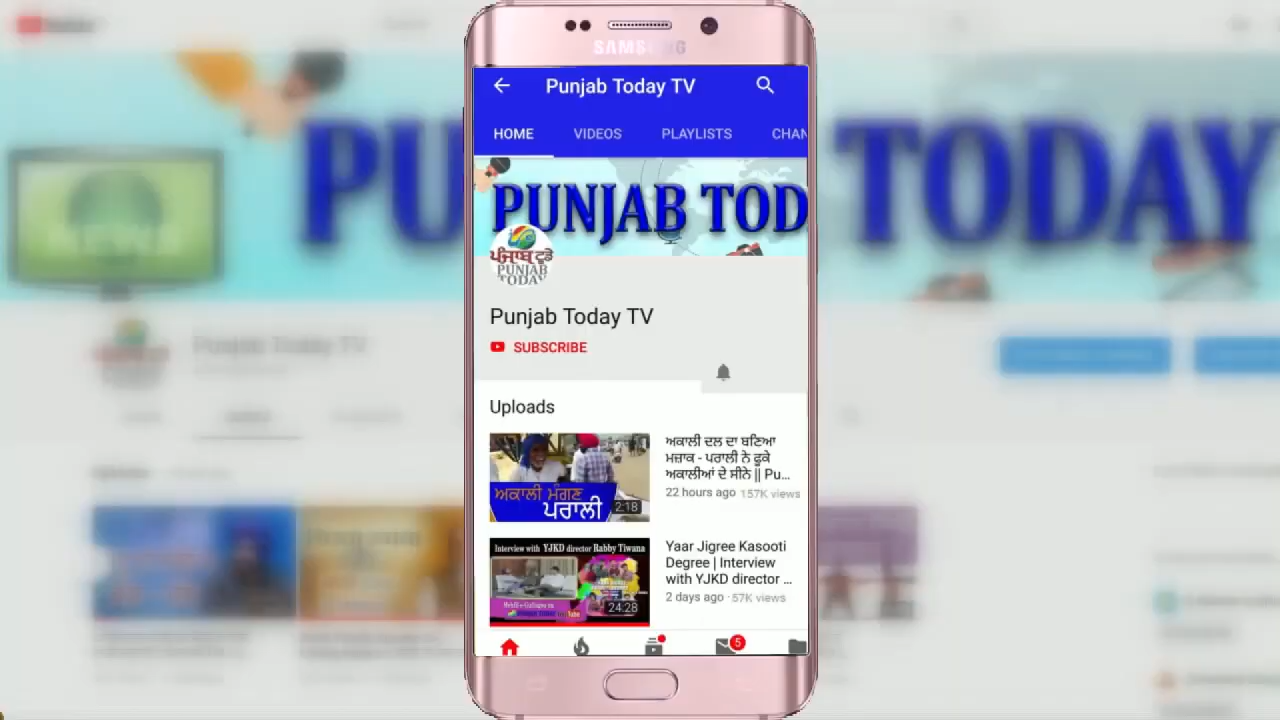 SAMSUNG
Punjab Today TV
HOME VIDEOS PLAYLISTS CHAN
PUNJAB TOD
ਪੰਜਾਬ ਟੂਡੇ
PUNJAB
TODAY
Punjab Today TV
SUBSCRIBE
Uploads
ਅਕਾਲੀ ਮੰਗਣ
ਪਰਾਲੀ
2:18
ਅਕਾਲੀ ਦਲ ਦਾ ਬਣਿਆ
ਮਜ਼ਾਕ - ਪਰਾਲੀ ਨੇ ਫੂਕੇ
ਅਕਾਲੀਆਂ ਦੇ ਸੀਨੇ || Pu...
22 hours ago 157K views
Interview with YJKD director Rabby Tiwana
24:28
Yaar Jigree Kasooti
Degree | Interview
with YJKD director ...
2 days ago · 57K views
5
PU TODAY
Punjab Today TV